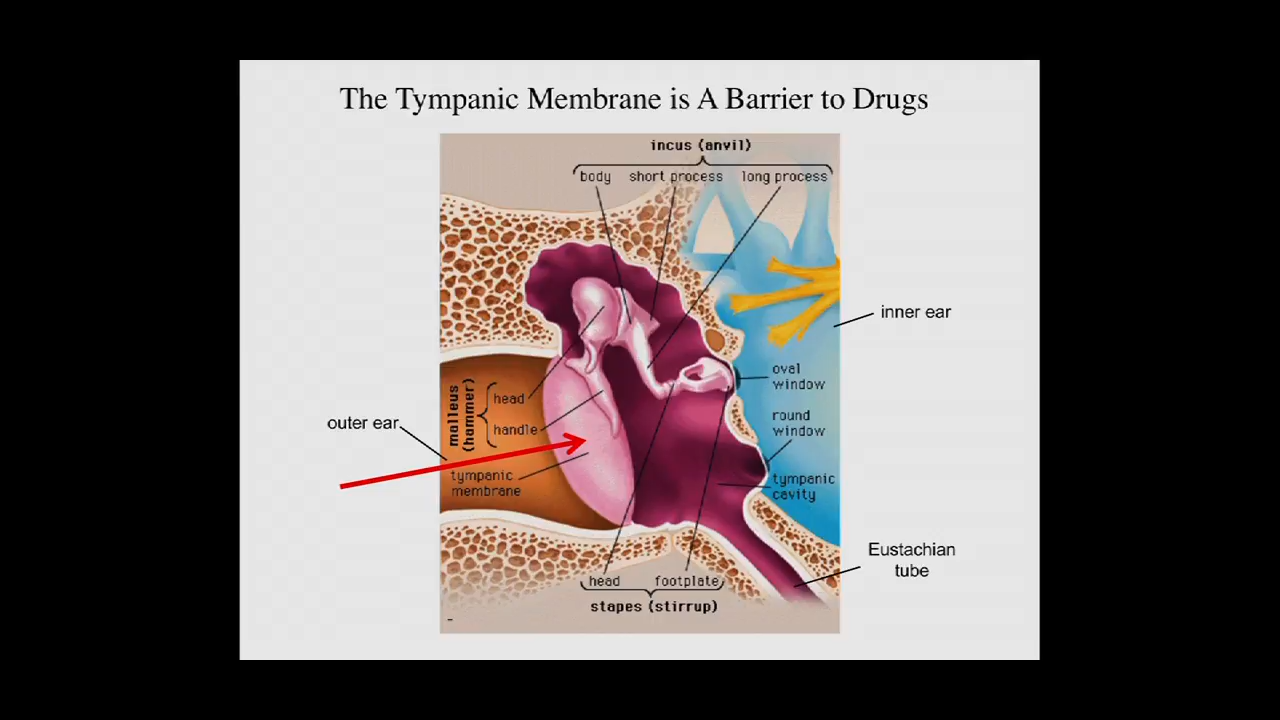 The Tympanic Membrane is A Barrier to Drugs
incus (anvil)
body short process long process
inner ear
oval
window
malleus
(hammer)
head
handle
round
window
outer ear
tympanic
membrane
tympanic
cavity
Eustachian
tube
head footplate
stapes (stirrup)